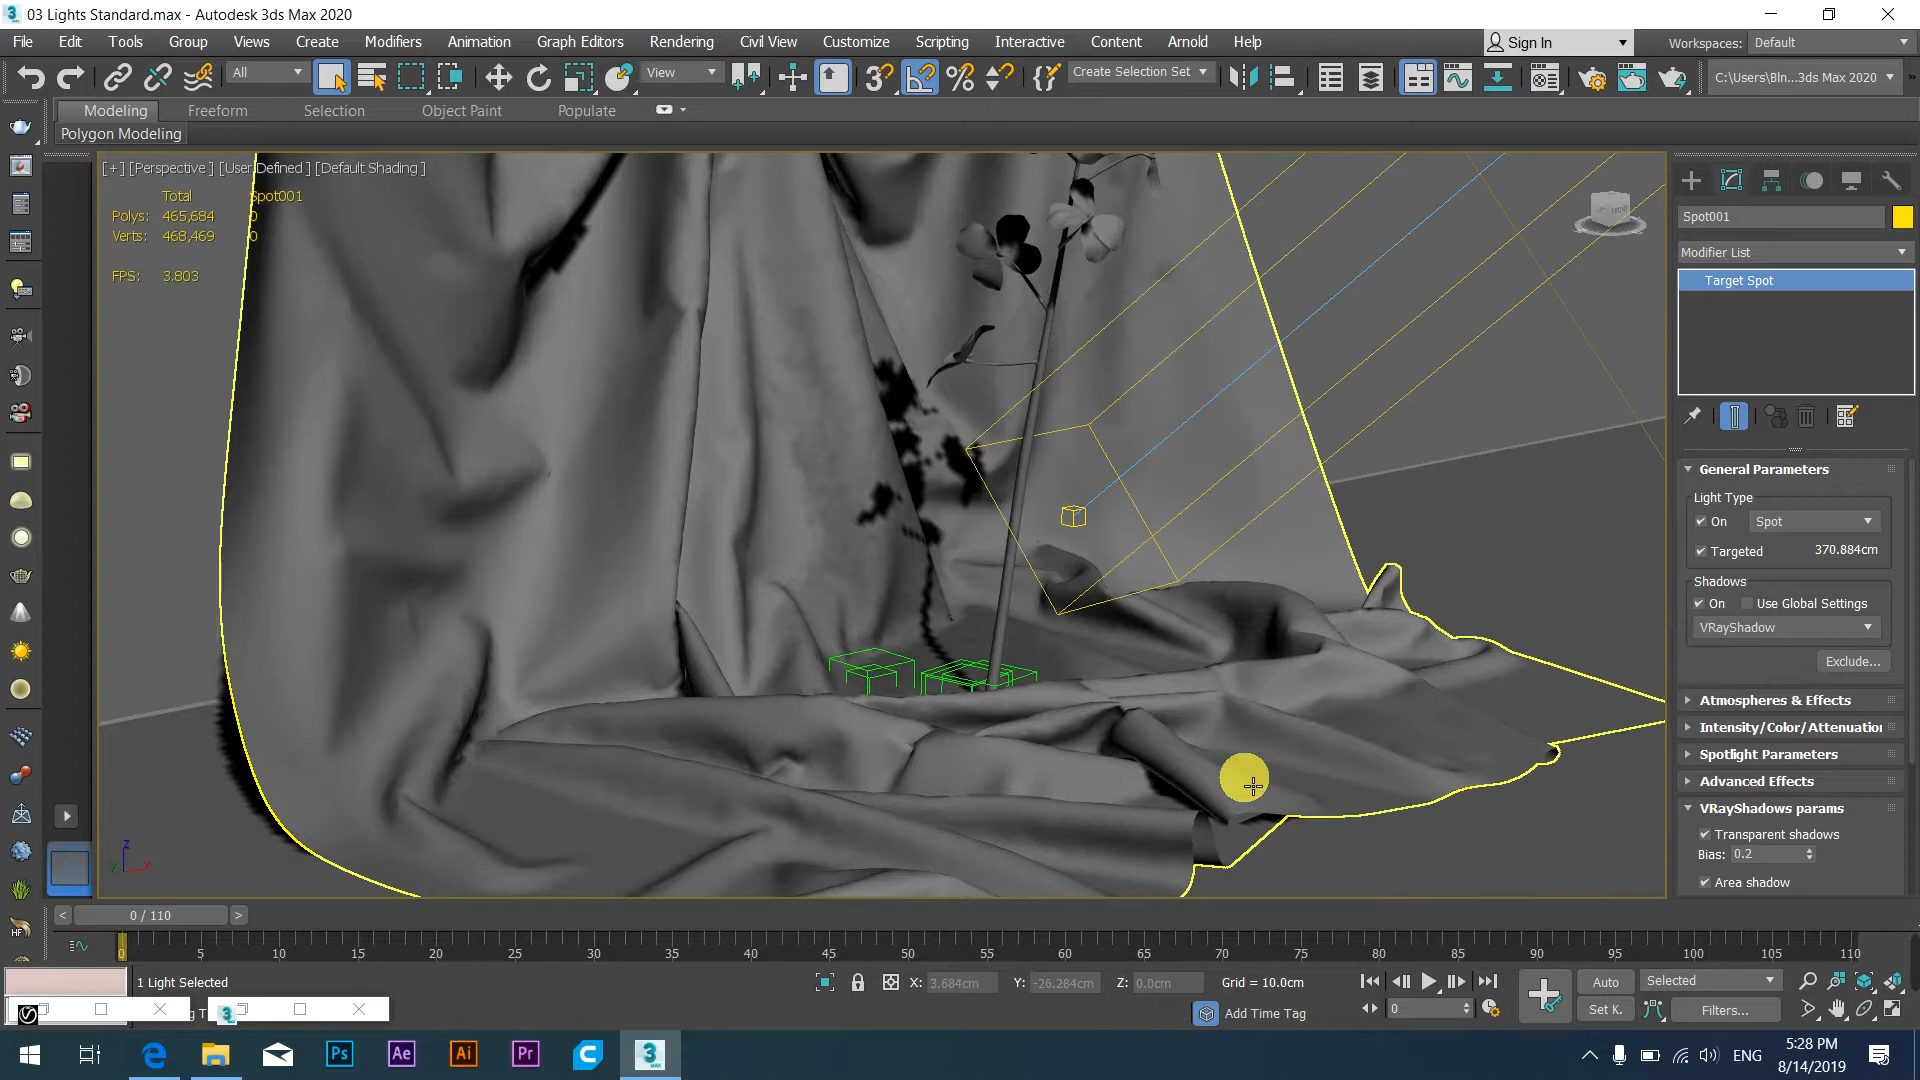 03 Lights Standard.max - Autodesk 3ds Max 2020
File Edit Tools Group Views Create Modifiers Animation Graph Editors Rendering Civil View Customize Scripting Interactive Content Arnold Help
Sign In
Workspaces: Default
All
View
Create Selection Set
C:\Users\Bln...3ds Max 2020
Modeling Freeform Selection Object Paint Populate
Polygon Modeling
[+] [Perspective ] [User Defined ] [Default Shading ]
Total Spot001
Polys: 465,684 0
Verts: 468,469 0
FPS: 3.803
Spot001
Modifier List
Target Spot
General Parameters
Light Type
On Spot
Targeted 370.884cm
Shadows
On Use Global Settings
VRayShadow
Exclude...
Atmospheres & Effects
Intensity/Color/Attenuation
Spotlight Parameters
Advanced Effects
VRayShadows params
Transparent shadows
Bias: 0.2
Area shadow
0 / 110
0 5 10 15 20 25 30 35 40 45 50 55 60 65 70 75 80 85 90 95 100 105 110
1 Light Selected
X: 3.684cm Y: -26.284cm Z: 0.0cm Grid = 10.0cm
Auto Selected
Add Time Tag
0
Set K. Filters...
HF
Ps Ae Ai Pr
3
MAX
ENG
5:28 PM
8/14/2019